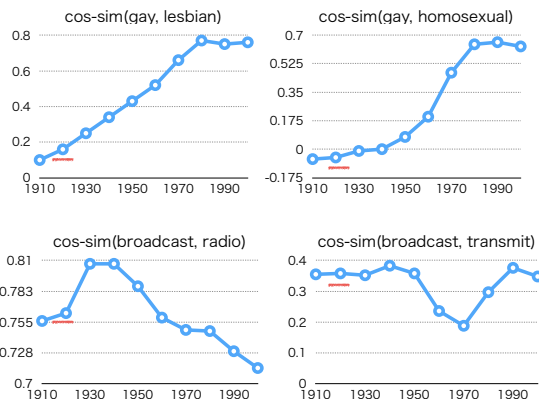 cos-sim(gay, lesbian)
0.8
0.6
0.4
0.2
0
1910 1930 1950 1970 1990
cos-sim(gay, homosexual)
0.7
0.525
0.35
0.175
0
-0.175
1910 1930 1950 1970 1990
cos-sim(broadcast, radio)
0.81
0.783
0.755
0.728
0.7
1910 1930 1950 1970 1990
cos-sim(broadcast, transmit)
0.4
0.3
0.2
0.1
0
1910 1930 1950 1970 1990